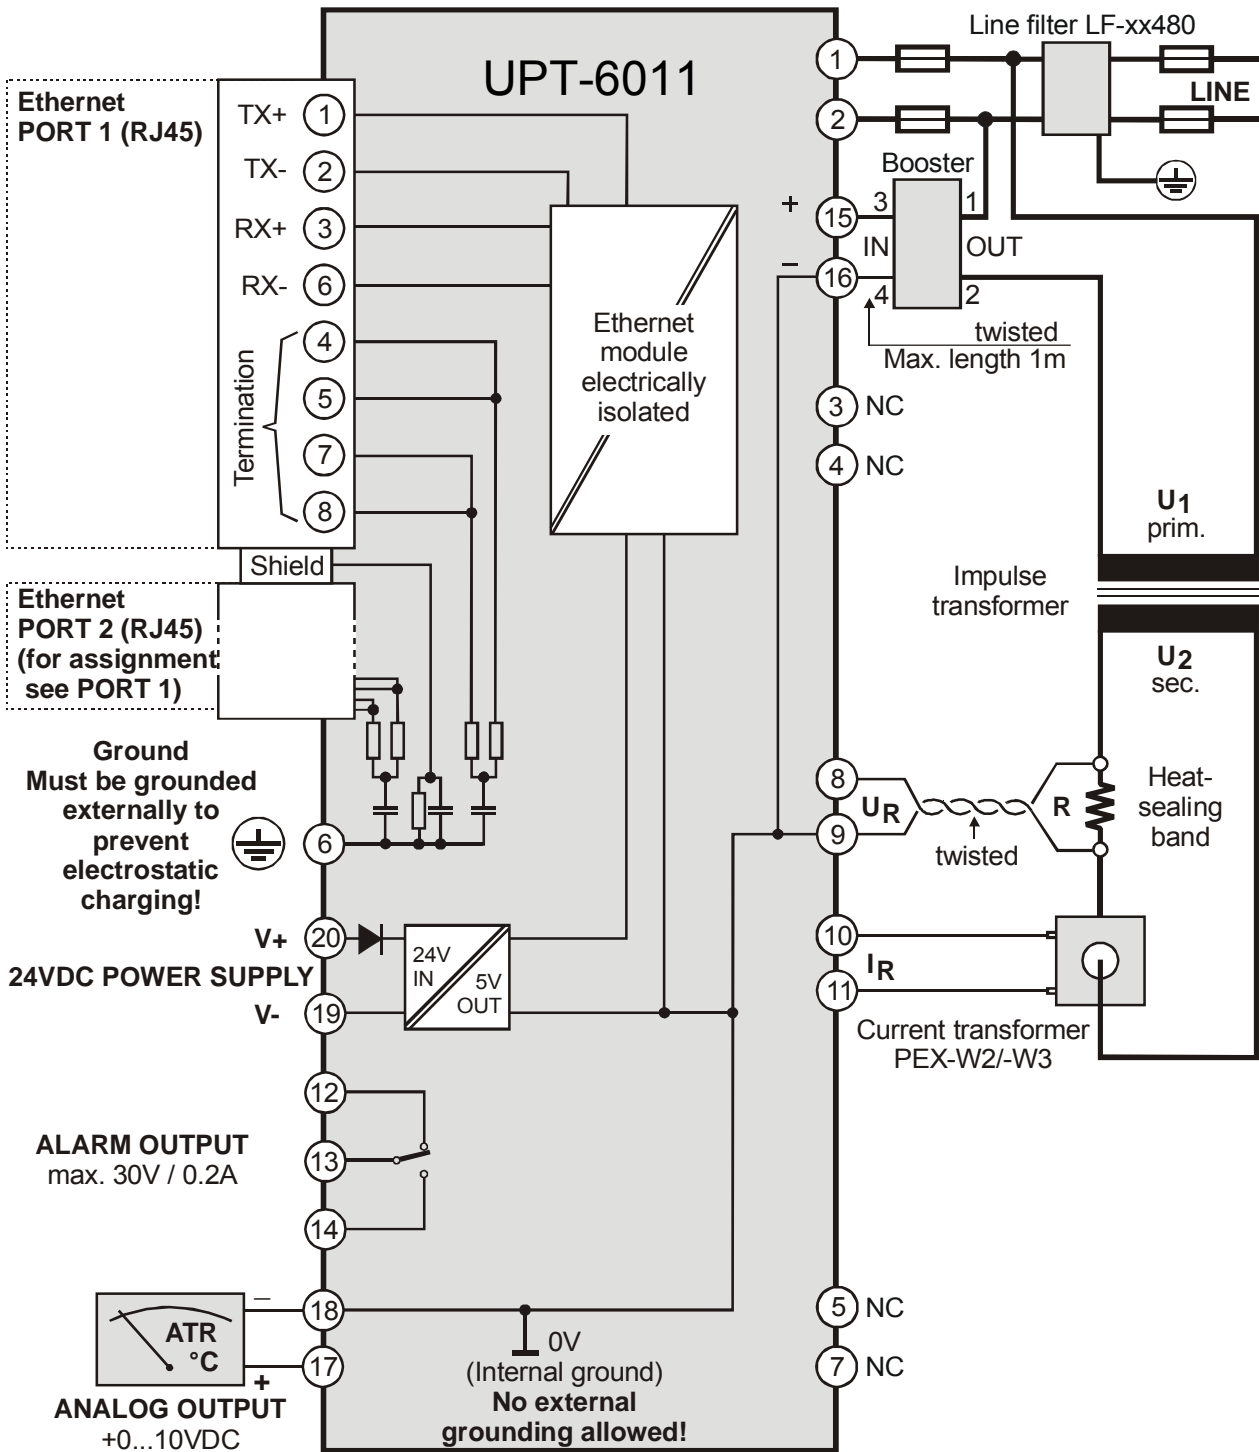 UPT-6011
Line filter LF-xx480
LINE
Ethernet
PORT 1 (RJ45)
TX+ 1
TX- 2
RX+ 3
RX- 6
4
5
7
8
Termination
Shield
Ethernet
PORT 2 (RJ45)
(for assignment
see PORT 1)
Ethernet
module
electrically
isolated
1
2
Booster
+ 15 3 1
IN OUT
– 16 4 2
twisted
Max. length 1m
3 NC
4 NC
U1
prim.
Impulse
transformer
U2
sec.
Ground
Must be grounded
externally to
prevent
electrostatic
charging!
6
8
UR
9
twisted
R
Heat-
sealing
band
V+ 20
24VDC POWER SUPPLY
V- 19
24V
IN
5V
OUT
10
IR
11
Current transformer
PEX-W2/-W3
12
ALARM OUTPUT
max. 30V / 0.2A
13
14
– 18
ATR
°C
+ 17
ANALOG OUTPUT
+0...10VDC
0V
(Internal ground)
No external
grounding allowed!
5 NC
7 NC